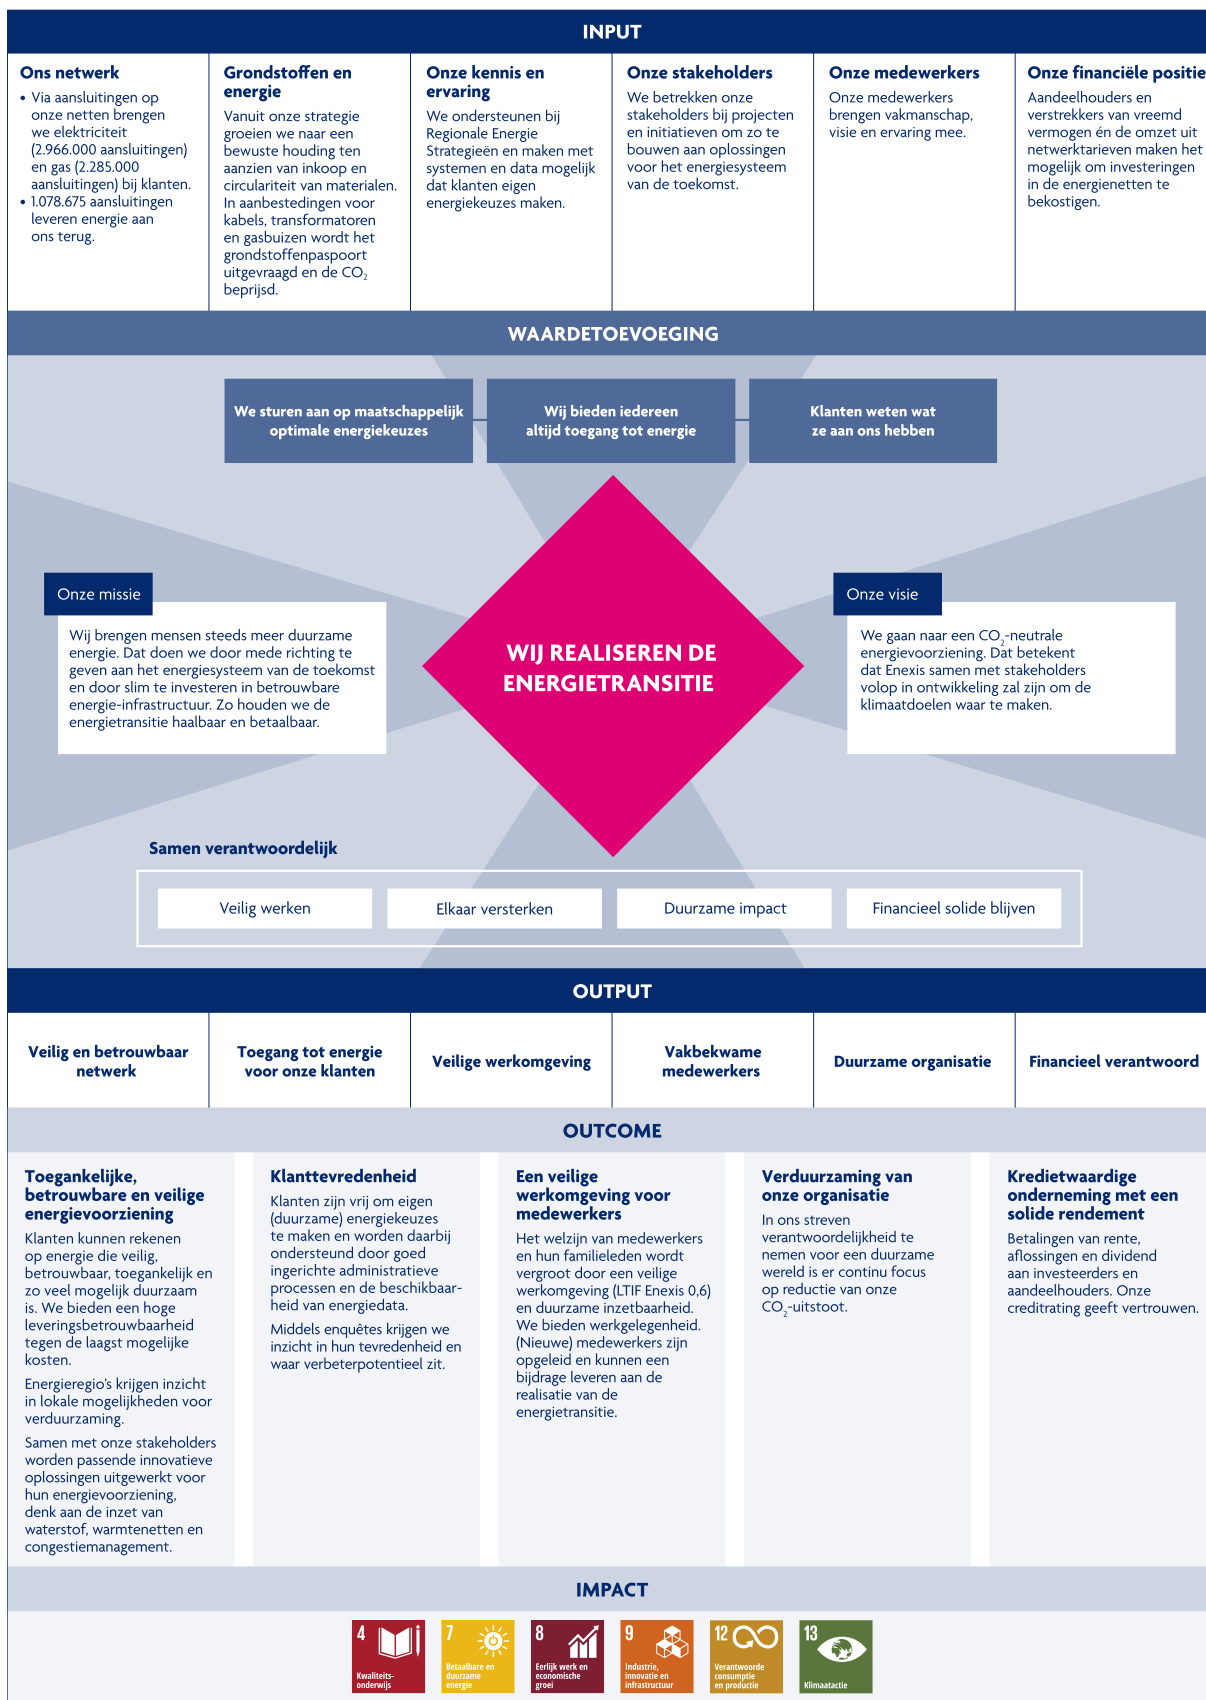 INPUT
Ons netwerk
• Via aansluitingen op
onze netten brengen
we elektriciteit
(2.966.000 aansluitingen)
en gas (2.285.000
aansluitingen) bij klanten.
• 1.078.675 aansluitingen
leveren energie aan
ons terug.
Grondstoffen en
energie
Vanuit onze strategie
groeien we naar een
bewuste houding ten
aanzien van inkoop en
circulariteit van materialen.
In aanbestedingen voor
kabels, transformatoren
en gasbuizen wordt het
grondstoffenpaspoort
uitgevraagd en de CO₂
beprijsd.
Onze kennis en
ervaring
We ondersteunen bij
Regionale Energie
Strategieën en maken met
systemen en data mogelijk
dat klanten eigen
energiekeuzes maken.
Onze stakeholders
We betrekken onze
stakeholders bij projecten
en initiatieven om zo te
bouwen aan oplossingen
voor het energiesysteem
van de toekomst.
Onze medewerkers
Onze medewerkers
brengen vakmanschap,
visie en ervaring mee.
Onze financiële positie
Aandeelhouders en
verstrekkers van vreemd
vermogen én de omzet uit
netwerktarieven maken het
mogelijk om investeringen
in de energienetten te
bekostigen.
WAARDETOEVOEGING
We sturen aan op maatschappelijk
optimale energiekeuzes
Wij bieden iedereen
altijd toegang tot energie
Klanten weten wat
ze aan ons hebben
Onze missie
Wij brengen mensen steeds meer duurzame
energie. Dat doen we door mede richting te
geven aan het energiesysteem van de toekomst
en door slim te investeren in betrouwbare
energie-infrastructuur. Zo houden we de
energietransitie haalbaar en betaalbaar.
WIJ REALISEREN DE
ENERGIETRANSITIE
Onze visie
We gaan naar een CO₂-neutrale
energievoorziening. Dat betekent
dat Enexis samen met stakeholders
volop in ontwikkeling zal zijn om de
klimaatdoelen waar te maken.
Samen verantwoordelijk
Veilig werken
Elkaar versterken
Duurzame impact
Financieel solide blijven
OUTPUT
Veilig en betrouwbaar
netwerk
Toegang tot energie
voor onze klanten
Veilige werkomgeving
Vakbekwame
medewerkers
Duurzame organisatie
Financieel verantwoord
OUTCOME
Toegankelijke,
betrouwbare en veilige
energievoorziening
Klanten kunnen rekenen
op energie die veilig,
betrouwbaar, toegankelijk en
zo veel mogelijk duurzaam
is. We bieden een hoge
leveringsbetrouwbaarheid
tegen de laagst mogelijke
kosten.
Energieregio's krijgen inzicht
in lokale mogelijkheden voor
verduurzaming.
Samen met onze stakeholders
worden passende innovatieve
oplossingen uitgewerkt voor
hun energievoorziening,
denk aan de inzet van
waterstof, warmtenetten en
congestiemanagement.
Klanttevredenheid
Klanten zijn vrij om eigen
(duurzame) energiekeuzes
te maken en worden daarbij
ondersteund door goed
ingerichte administratieve
processen en de beschikbaar-
heid van energiedata.
Middels enquêtes krijgen we
inzicht in hun tevredenheid en
waar verbeterpotentieel zit.
Een veilige
werkomgeving voor
medewerkers
Het welzijn van medewerkers
en hun familieleden wordt
vergroot door een veilige
werkomgeving (LTIF Enexis 0,6)
en duurzame inzetbaarheid.
We bieden werkgelegenheid.
(Nieuwe) medewerkers zijn
opgeleid en kunnen een
bijdrage leveren aan de
realisatie van de
energietransitie.
Verduurzaming van
onze organisatie
In ons streven
verantwoordelijkheid te
nemen voor een duurzame
wereld is er continu focus
op reductie van onze
CO₂-uitstoot.
Kredietwaardige
onderneming met een
solide rendement
Betalingen van rente,
aflossingen en dividend
aan investeerders en
aandeelhouders. Onze
creditrating geeft vertrouwen.
IMPACT
4
Kwaliteits-
onderwijs
7
Betaalbare en
duurzame
energie
8
Eerlijk werk en
economische
groei
9
Industrie,
innovatie en
infrastructuur
12
Verantwoorde
consumptie
en productie
13
Klimaatactie